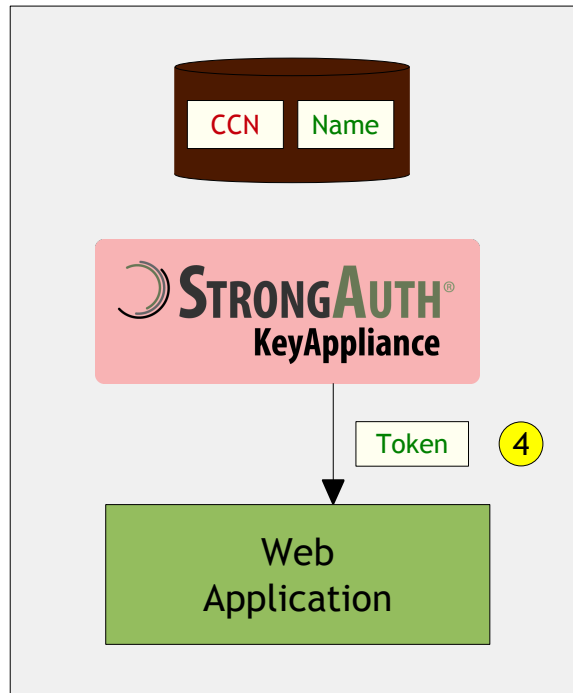 CCN Name
STRONGAUTH®
KeyAppliance
Token 4
Web
Application